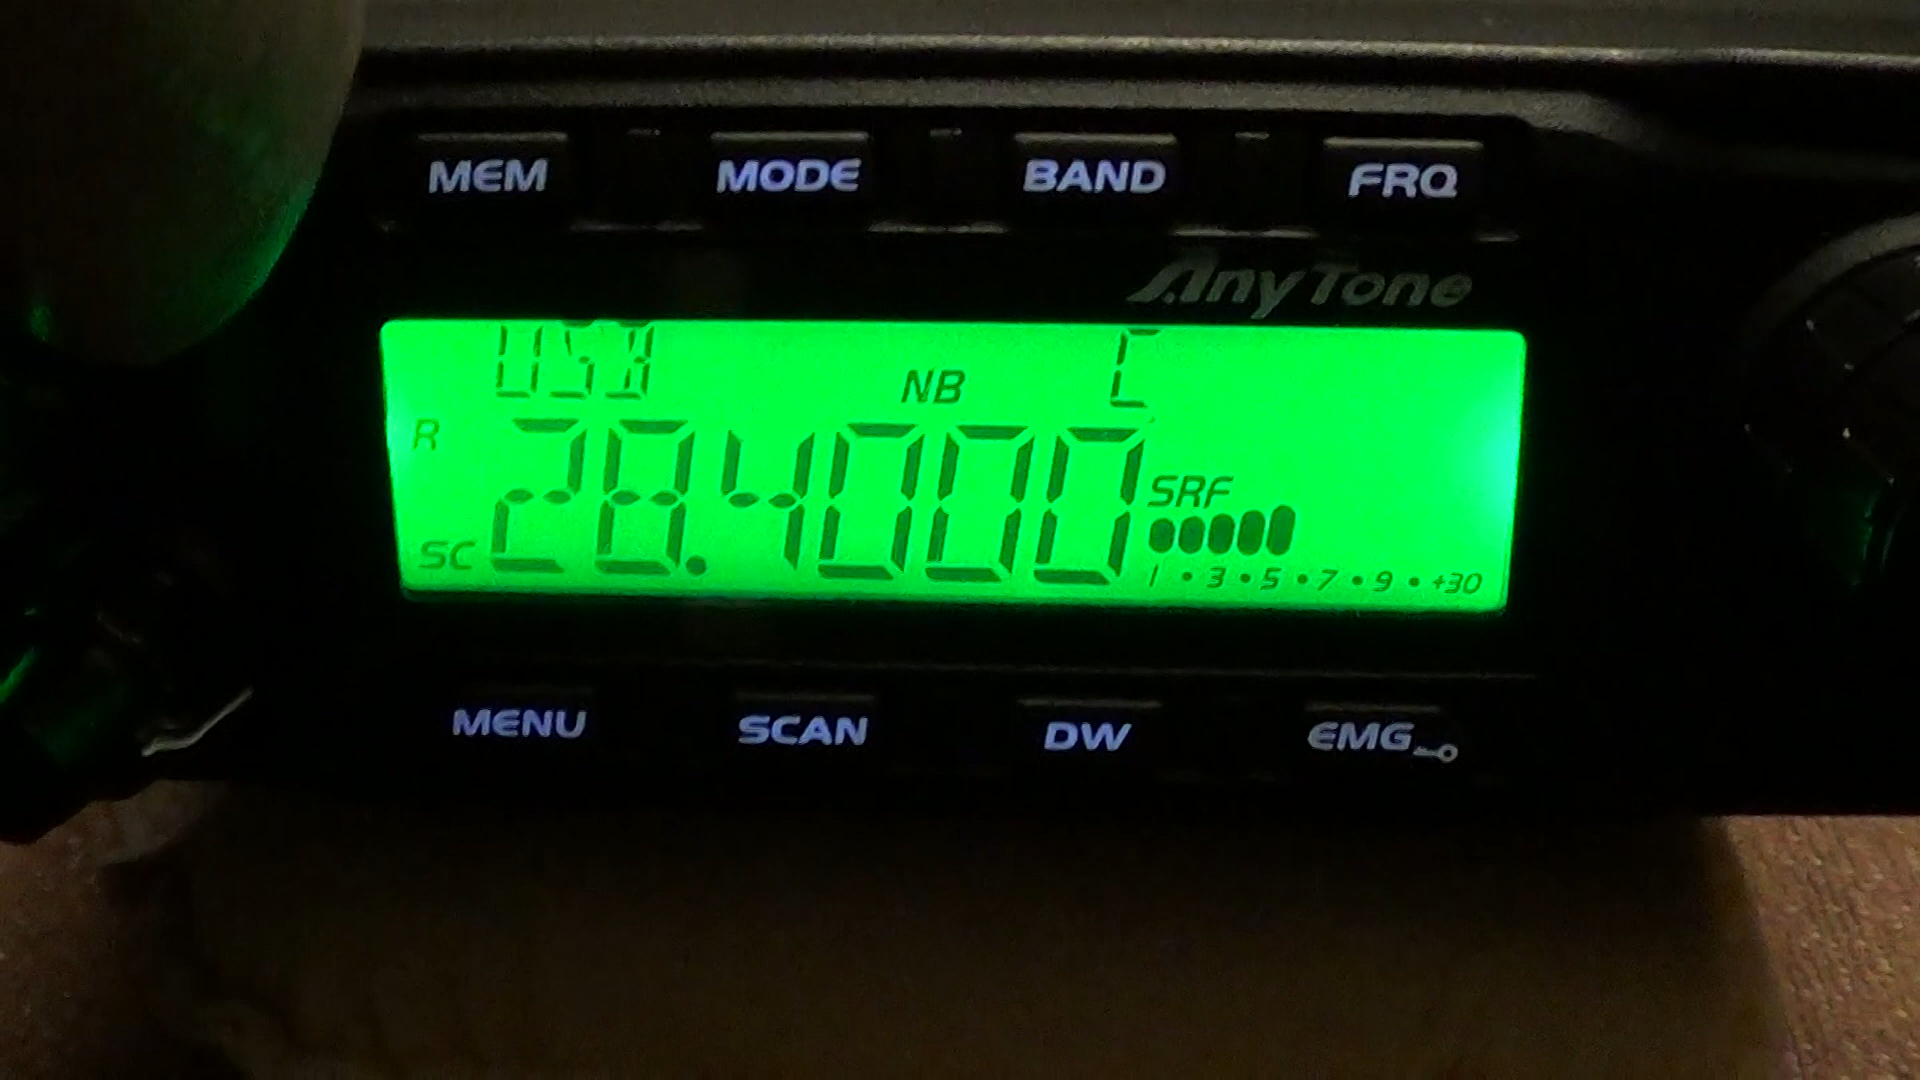 MEM MODE BAND FRQ
AnyTone
USB NB C
R 28.4000 SRF
SC 1 • 3 • 5 • 7 • 9 • +30
MENU SCAN DW EMG